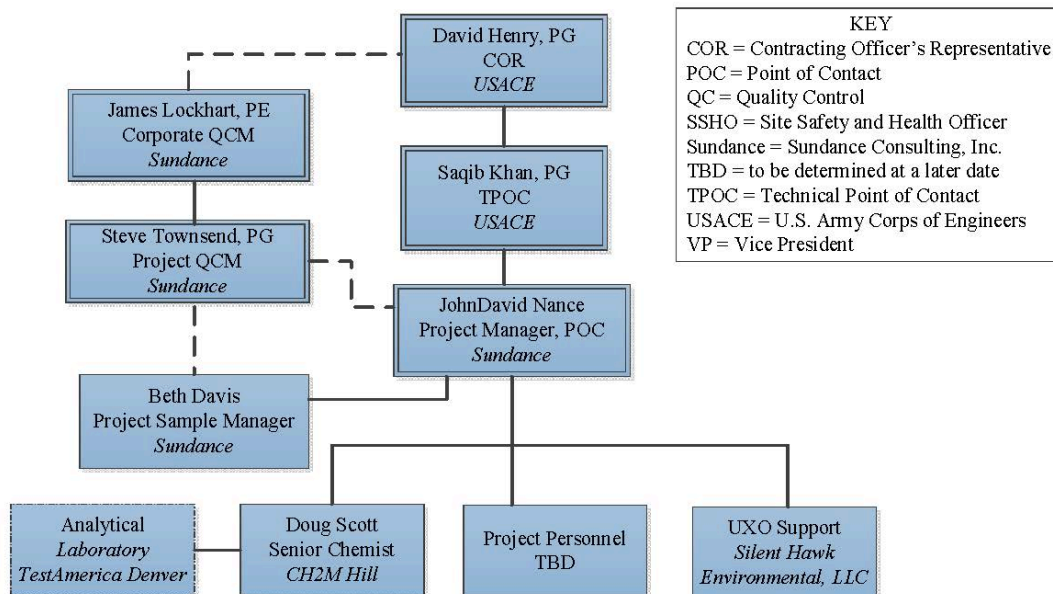 David Henry, PG
COR
USACE
James Lockhart, PE
Corporate QCM
Sundance
Saqib Khan, PG
TPOC
USACE
Steve Townsend, PG
Project QCM
Sundance
JohnDavid Nance
Project Manager, POC
Sundance
Beth Davis
Project Sample Manager
Sundance
Analytical
Laboratory
TestAmerica Denver
Doug Scott
Senior Chemist
CH2M Hill
Project Personnel
TBD
UXO Support
Silent Hawk
Environmental, LLC
KEY
COR = Contracting Officer's Representative
POC = Point of Contact
QC = Quality Control
SSHO = Site Safety and Health Officer
Sundance = Sundance Consulting, Inc.
TBD = to be determined at a later date
TPOC = Technical Point of Contact
USACE = U.S. Army Corps of Engineers
VP = Vice President